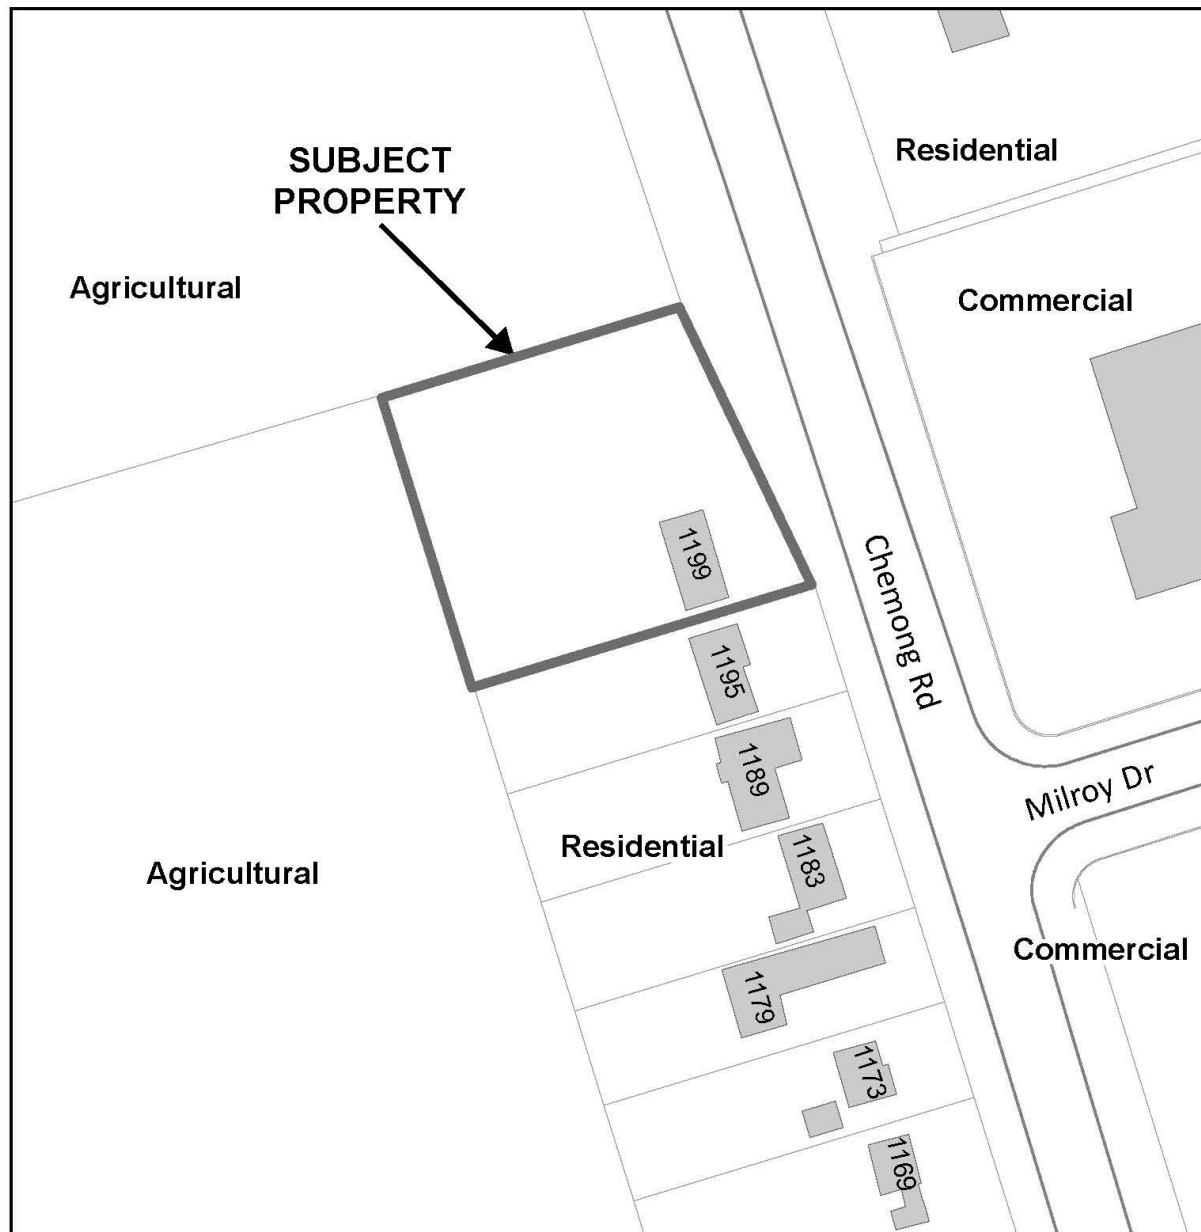 Residential
SUBJECT
PROPERTY
Agricultural
Commercial
1199
Chemong Rd
1195
1189
Milroy Dr
Residential
1183
Agricultural
Commercial
1179
1173
1169